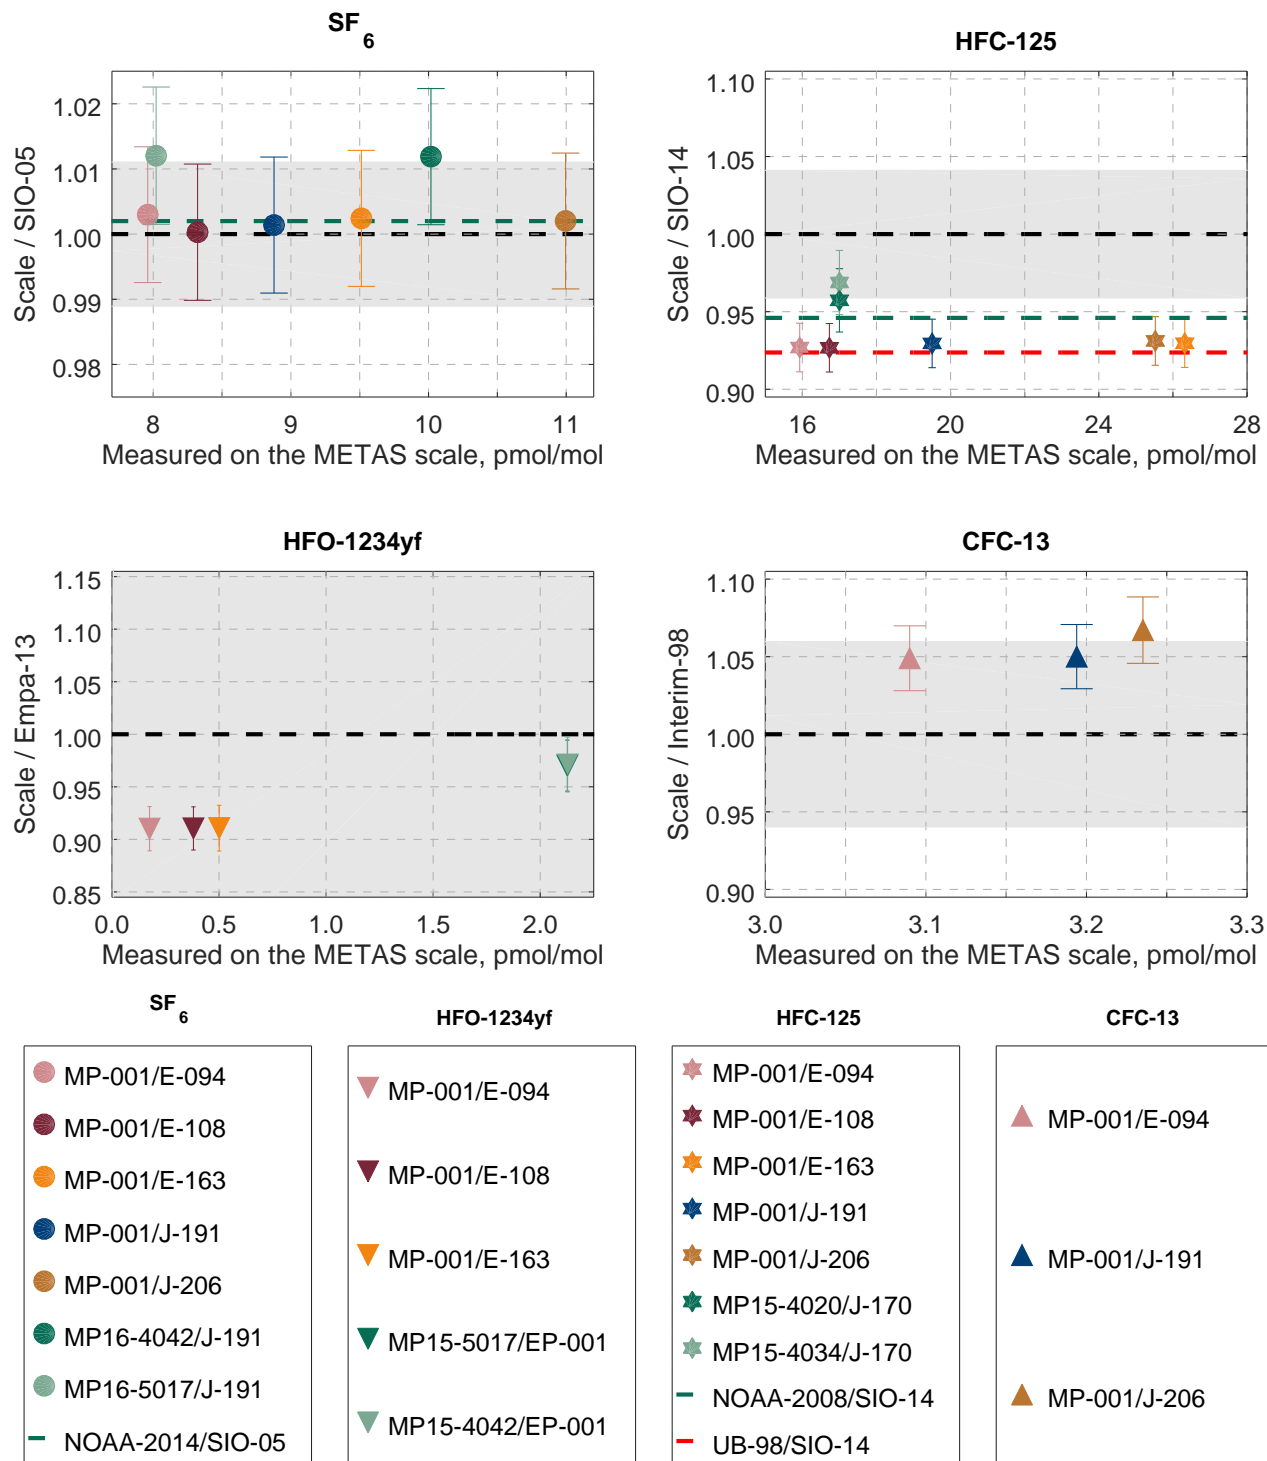 SF6
1.02
1.01
1.00
0.99
0.98
Scale / SIO-05
8 9 10 11
Measured on the METAS scale, pmol/mol
HFC-125
1.10
1.05
1.00
0.95
0.90
Scale / SIO-14
16 20 24 28
Measured on the METAS scale, pmol/mol
HFO-1234yf
1.15
1.10
1.05
1.00
0.95
0.90
0.85
Scale / Empa-13
0.0 0.5 1.0 1.5 2.0
Measured on the METAS scale, pmol/mol
CFC-13
1.10
1.05
1.00
0.95
0.90
Scale / Interim-98
3.0 3.1 3.2 3.3
Measured on the METAS scale, pmol/mol
SF6
MP-001/E-094
MP-001/E-108
MP-001/E-163
MP-001/J-191
MP-001/J-206
MP16-4042/J-191
MP16-5017/J-191
NOAA-2014/SIO-05
HFO-1234yf
MP-001/E-094
MP-001/E-108
MP-001/E-163
MP15-5017/EP-001
MP15-4042/EP-001
HFC-125
MP-001/E-094
MP-001/E-108
MP-001/E-163
MP-001/J-191
MP-001/J-206
MP15-4020/J-170
MP15-4034/J-170
NOAA-2008/SIO-14
UB-98/SIO-14
CFC-13
MP-001/E-094
MP-001/J-191
MP-001/J-206